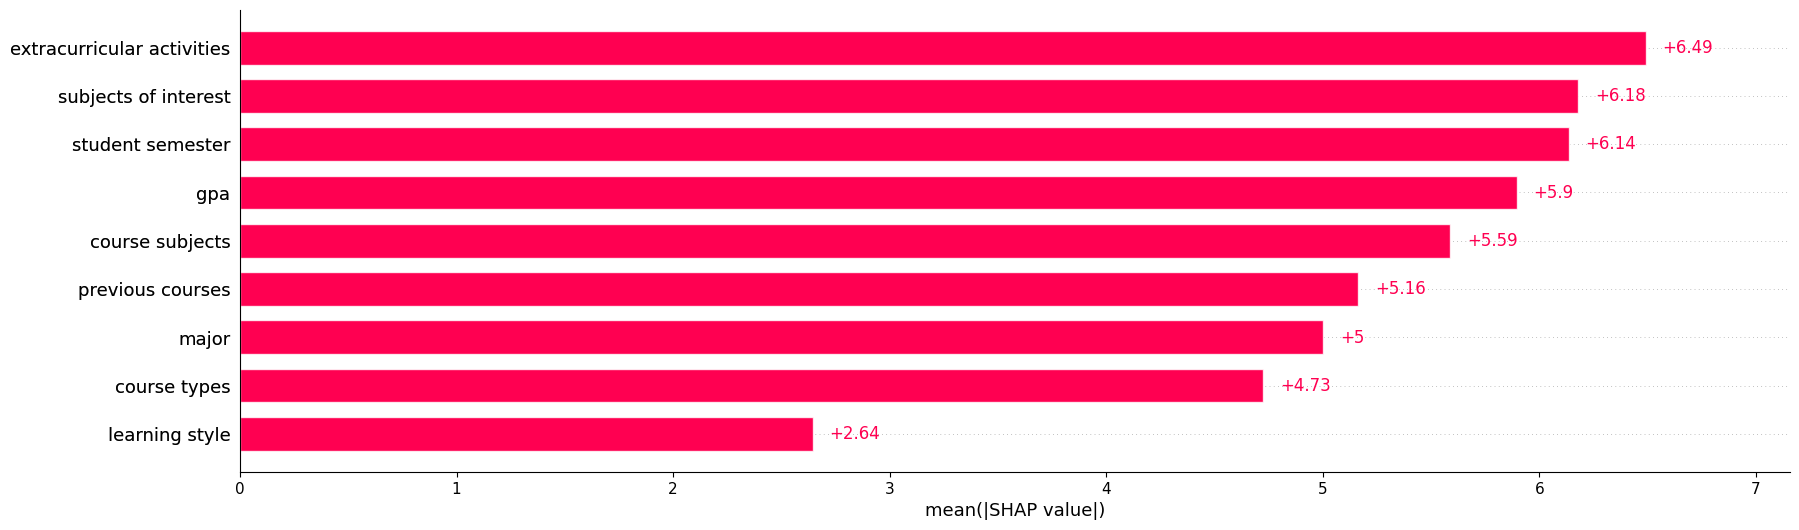 extracurricular activities +6.49
subjects of interest +6.18
student semester +6.14
gpa +5.9
course subjects +5.59
previous courses +5.16
major +5
course types +4.73
learning style +2.64
0 1 2 3 4 5 6 7
mean(|SHAP value|)